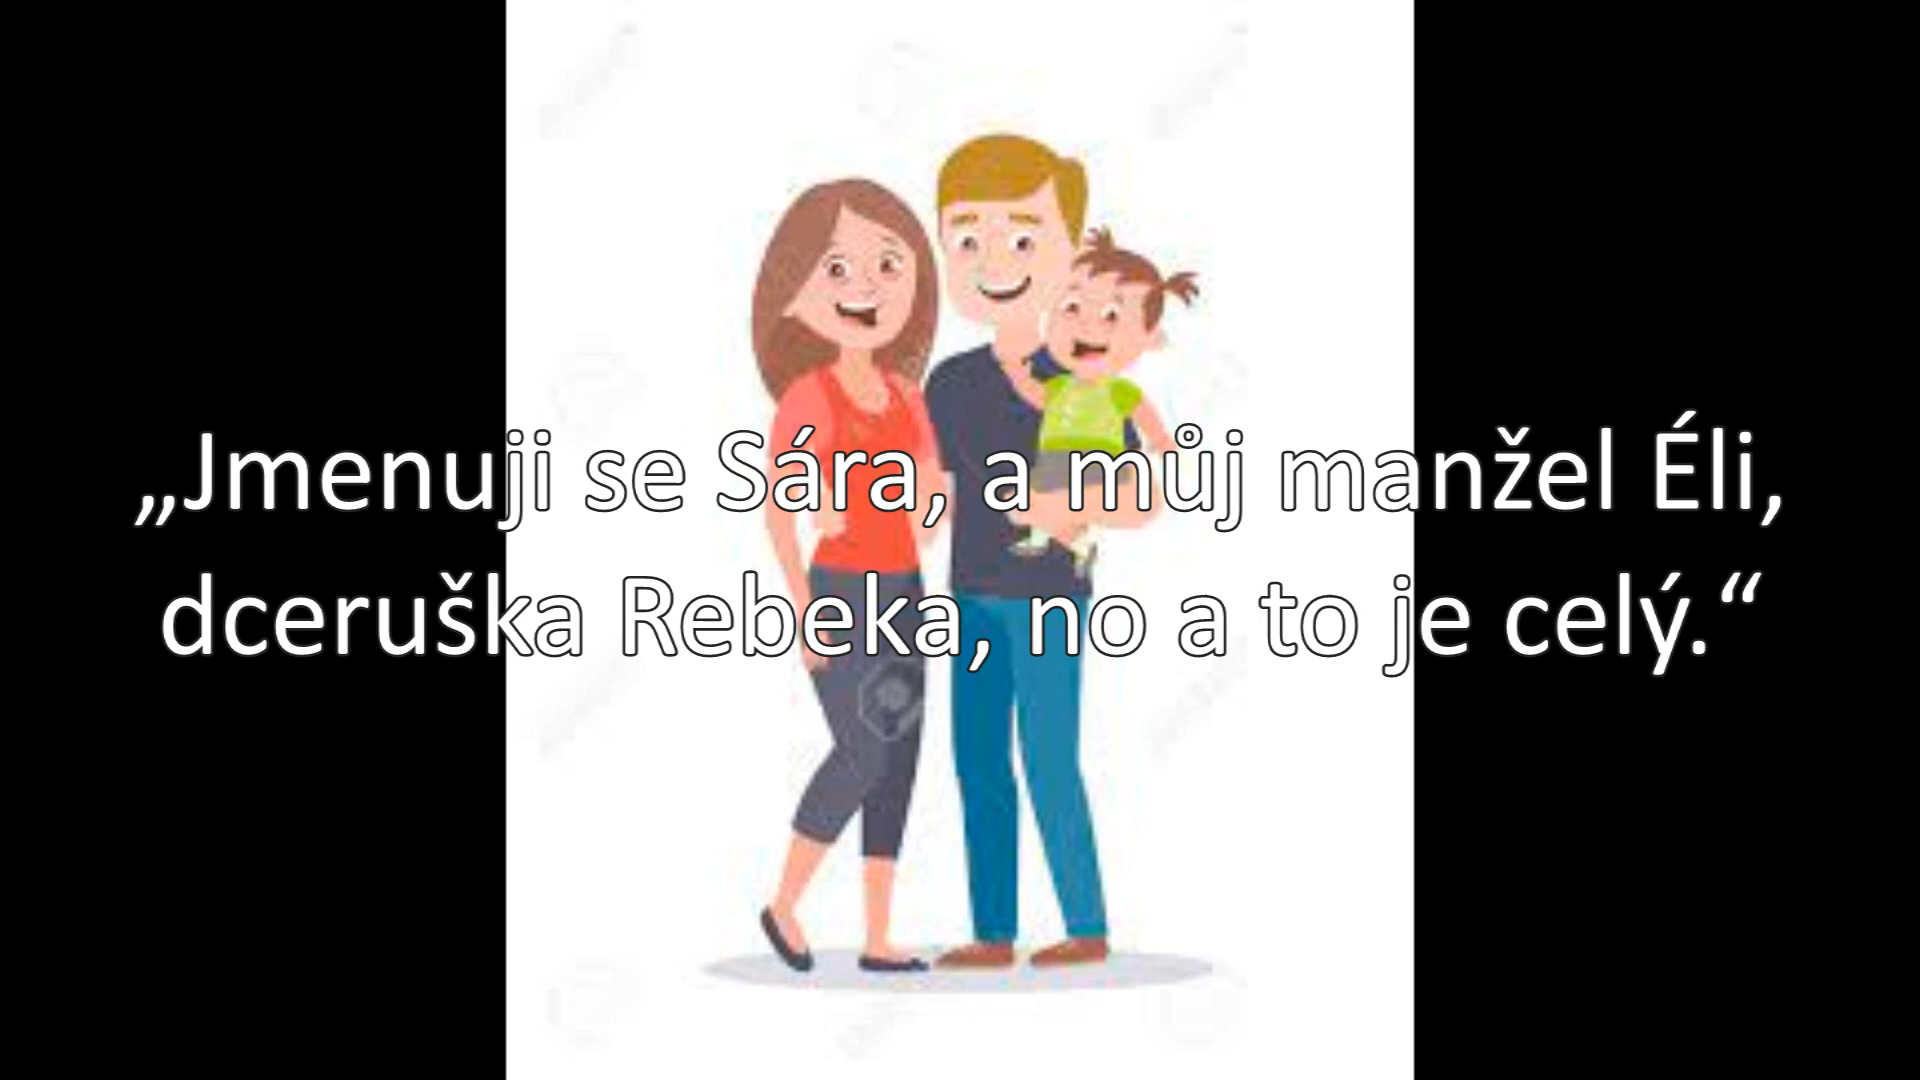 „Jmenuji se Sára, a můj manžel Éli,
dceruška Rebeka, no a to je celý.“